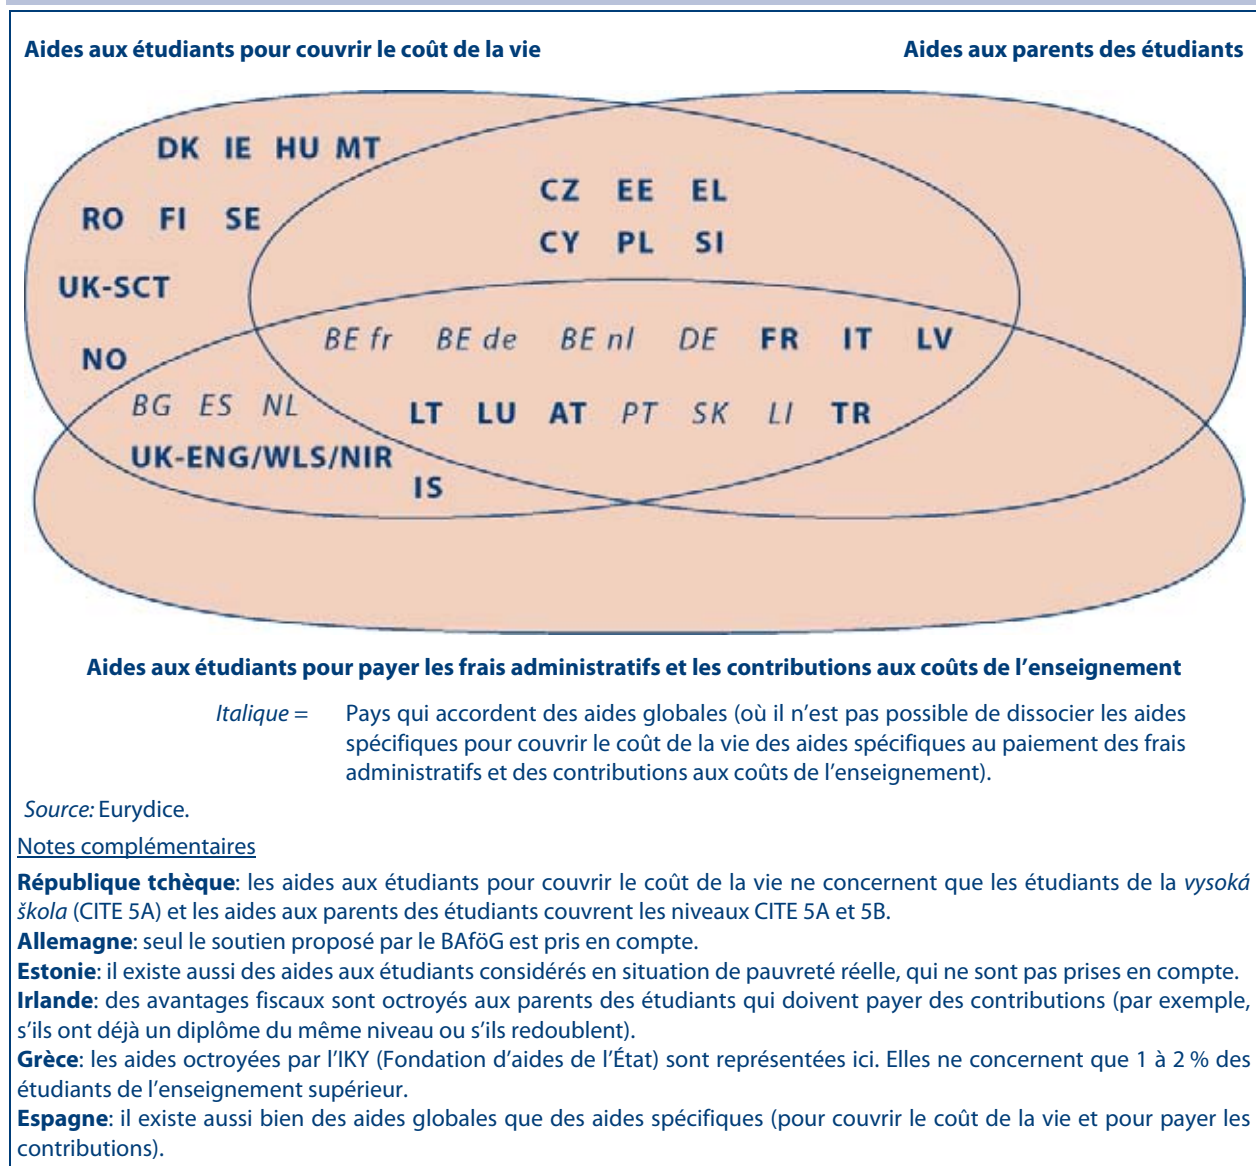 Aides aux étudiants pour couvrir le coût de la vie Aides aux parents des étudiants
DK IE HU MT
CZ EE EL
RO FI SE
CY PL SI
UK-SCT
BE fr BE de BE nl DE FR IT LV
NO
BG ES NL LT LU AT PT SK LI TR
UK-ENG/WLS/NIR
IS
Aides aux étudiants pour payer les frais administratifs et les contributions aux coûts de l’enseignement
Italique = Pays qui accordent des aides globales (où il n’est pas possible de dissocier les aides
spécifiques pour couvrir le coût de la vie des aides spécifiques au paiement des frais
administratifs et des contributions aux coûts de l’enseignement).
Source: Eurydice.
Notes complémentaires
République tchèque: les aides aux étudiants pour couvrir le coût de la vie ne concernent que les étudiants de la vysoká
škola (CITE 5A) et les aides aux parents des étudiants couvrent les niveaux CITE 5A et 5B.
Allemagne: seul le soutien proposé par le BAföG est pris en compte.
Estonie: il existe aussi des aides aux étudiants considérés en situation de pauvreté réelle, qui ne sont pas prises en compte.
Irlande: des avantages fiscaux sont octroyés aux parents des étudiants qui doivent payer des contributions (par exemple,
s’ils ont déjà un diplôme du même niveau ou s’ils redoublent).
Grèce: les aides octroyées par l’IKY (Fondation d’aides de l’État) sont représentées ici. Elles ne concernent que 1 à 2 % des
étudiants de l’enseignement supérieur.
Espagne: il existe aussi bien des aides globales que des aides spécifiques (pour couvrir le coût de la vie et pour payer les
contributions).